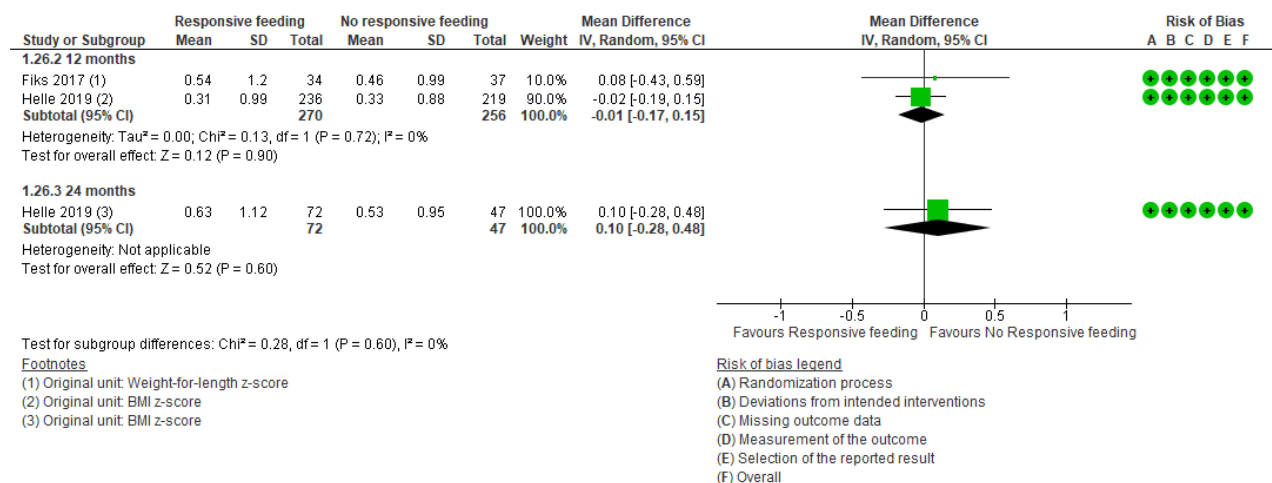 Responsive feeding No responsive feeding Mean Difference Mean Difference Risk of Bias
Study or Subgroup Mean SD Total Mean SD Total Weight IV, Random, 95% CI IV, Random, 95% CI A B C D E F
1.26.2 12 months
Fiks 2017 (1) 0.54 1.2 34 0.46 0.99 37 10.0% 0.08 [-0.43, 0.59] + + + + + +
Helle 2019 (2) 0.31 0.99 236 0.33 0.88 219 90.0% -0.02 [-0.19, 0.15] + + + + + +
Subtotal (95% CI) 270 256 100.0% -0.01 [-0.17, 0.15]
Heterogeneity: Tau² = 0.00; Chi² = 0.13, df = 1 (P = 0.72); I² = 0%
Test for overall effect: Z = 0.12 (P = 0.90)
1.26.3 24 months
Helle 2019 (3) 0.63 1.12 72 0.53 0.95 47 100.0% 0.10 [-0.28, 0.48] + + + + + +
Subtotal (95% CI) 72 47 100.0% 0.10 [-0.28, 0.48]
Heterogeneity: Not applicable
Test for overall effect: Z = 0.52 (P = 0.60)
-1 -0.5 0 0.5 1
Favours Responsive feeding Favours No Responsive feeding
Test for subgroup differences: Chi² = 0.28, df = 1 (P = 0.60), I² = 0%
Footnotes
(1) Original unit: Weight-for-length z-score
(2) Original unit: BMI z-score
(3) Original unit: BMI z-score
Risk of bias legend
(A) Randomization process
(B) Deviations from intended interventions
(C) Missing outcome data
(D) Measurement of the outcome
(E) Selection of the reported result
(F) Overall